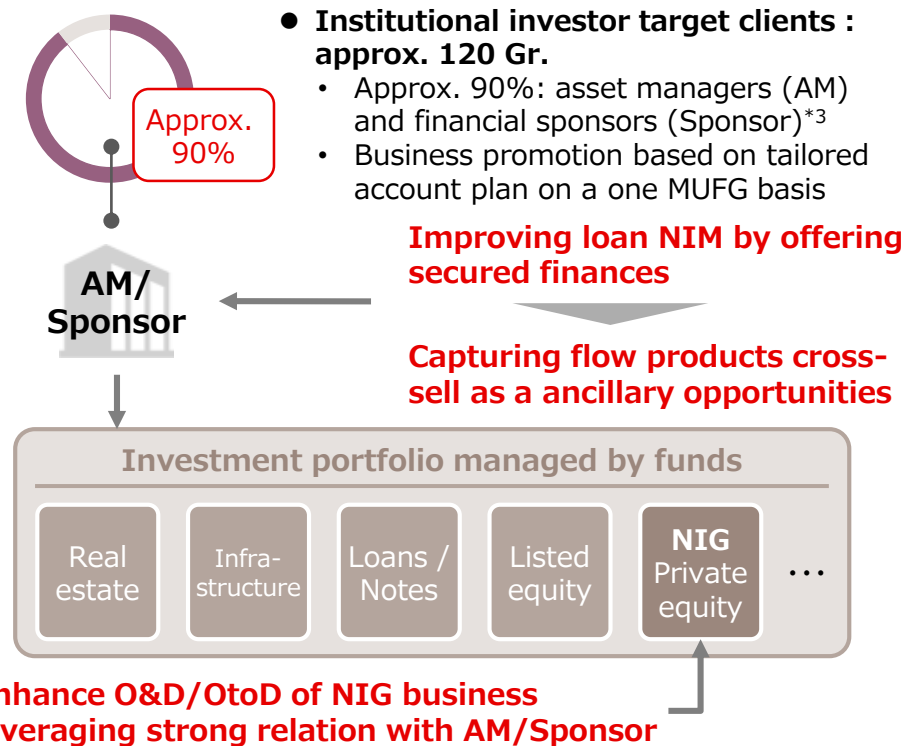 ● Institutional investor target clients :
approx. 120 Gr.
• Approx. 90%: asset managers (AM)
and financial sponsors (Sponsor)*3
• Business promotion based on tailored
account plan on a one MUFG basis
Approx.
90%
Improving loan NIM by offering
secured finances
AM/
Sponsor
Capturing flow products cross-
sell as a ancillary opportunities
Investment portfolio managed by funds
Real
estate
Infra-
structure
Loans /
Notes
Listed
equity
NIG
Private
equity
…
nhance O&D/OtoD of NIG business
veraging strong relation with AM/Sponsor